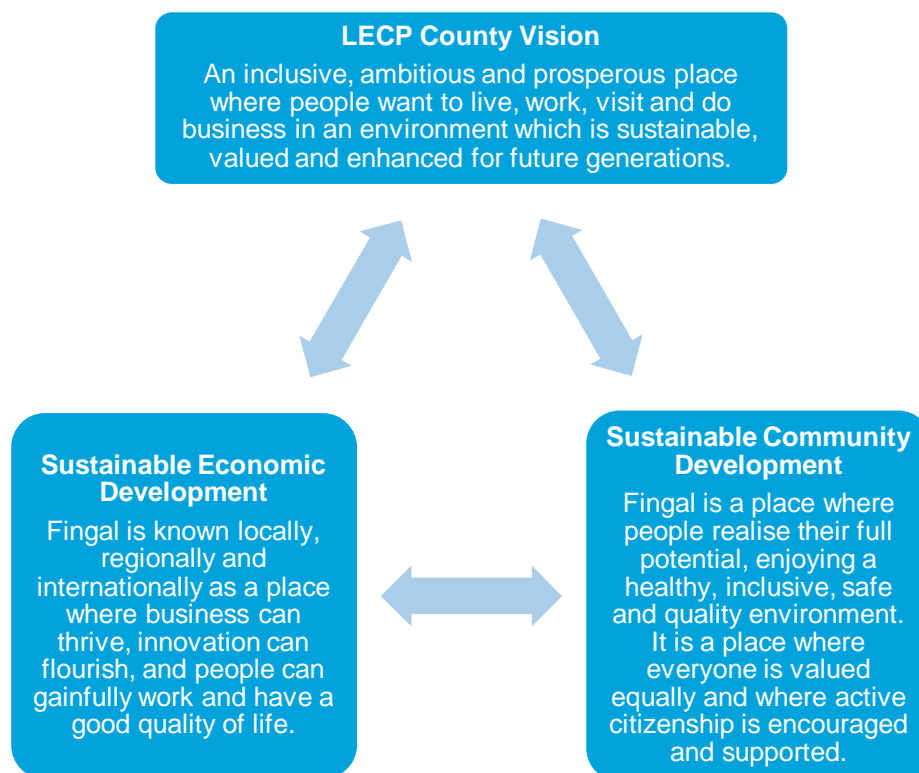 LECP County Vision
An inclusive, ambitious and prosperous place
where people want to live, work, visit and do
business in an environment which is sustainable,
valued and enhanced for future generations.
Sustainable Economic
Development
Fingal is known locally,
regionally and
internationally as a place
where business can
thrive, innovation can
flourish, and people can
gainfully work and have a
good quality of life.
Sustainable Community
Development
Fingal is a place where
people realise their full
potential, enjoying a
healthy, inclusive, safe
and quality environment.
It is a place where
everyone is valued
equally and where active
citizenship is encouraged
and supported.